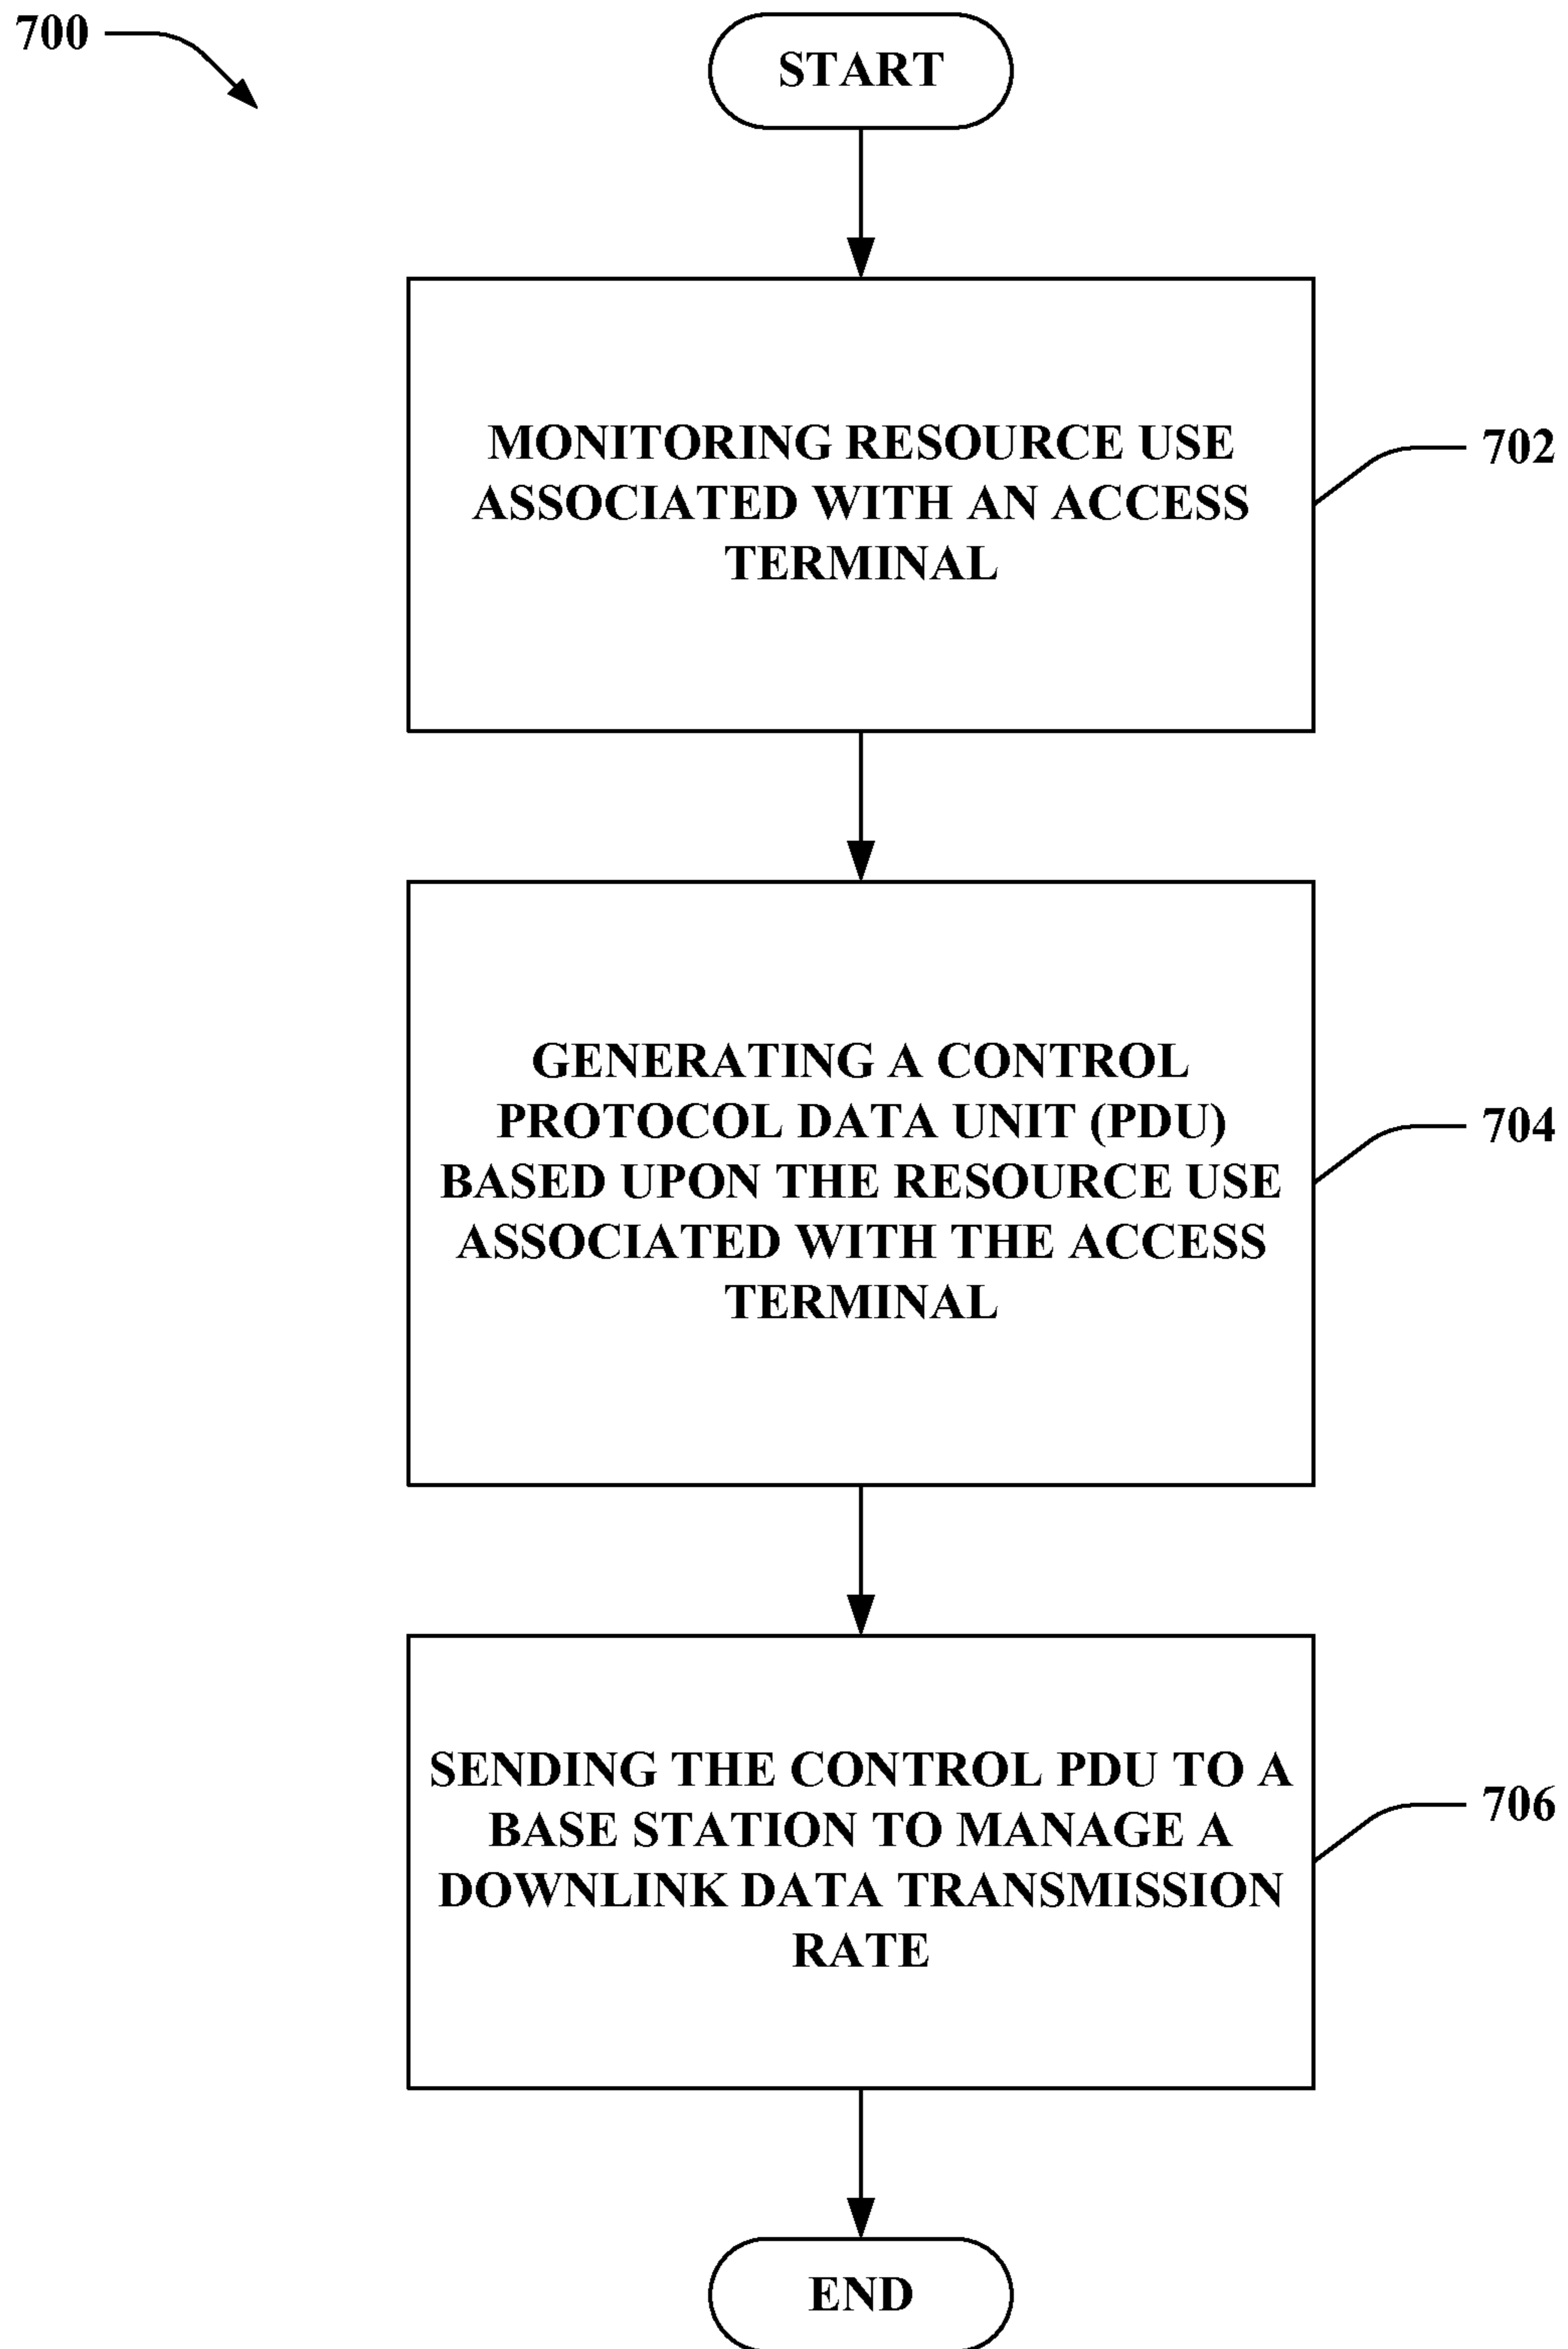 700
START
MONITORING RESOURCE USE
ASSOCIATED WITH AN ACCESS
TERMINAL
702
GENERATING A CONTROL
PROTOCOL DATA UNIT (PDU)
BASED UPON THE RESOURCE USE
ASSOCIATED WITH THE ACCESS
TERMINAL
704
SENDING THE CONTROL PDU TO A
BASE STATION TO MANAGE A
DOWNLINK DATA TRANSMISSION
RATE
706
END